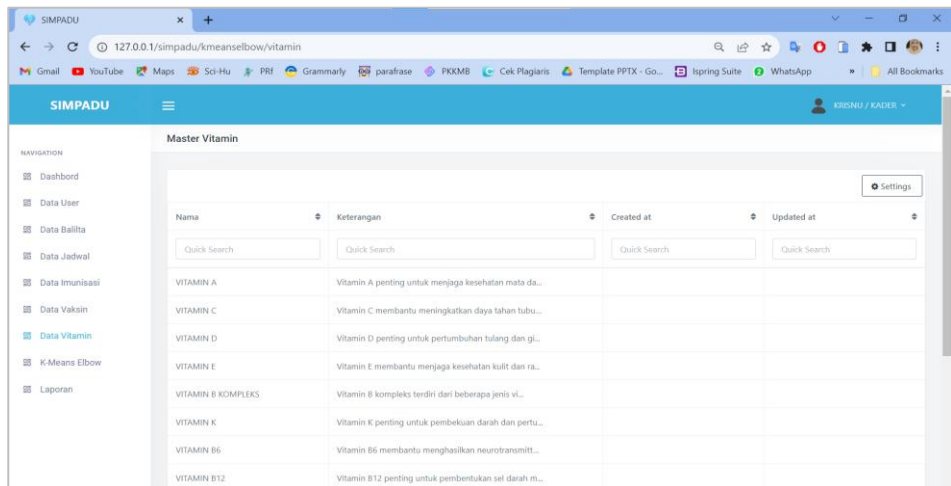 SIMPADU
127.0.0.1/simpadu/kmeanselbow/vitamin
Gmail YouTube Maps Sci-Hu PRf Grammarly parafrase PKKMB Cek Plagiaris Template PPTX - Go... Ispring Suite WhatsApp » All Bookmarks
SIMPADU KRISNU / KADER
Master Vitamin
NAVIGATION
Dashbord
Data User
Data Balilta
Data Jadwal
Data Imunisasi
Data Vaksin
Data Vitamin
K-Means Elbow
Laporan
Settings
Nama Keterangan Created at Updated at
Quick Search Quick Search Quick Search Quick Search
VITAMIN A Vitamin A penting untuk menjaga kesehatan mata da...
VITAMIN C Vitamin C membantu meningkatkan daya tahan tubu...
VITAMIN D Vitamin D penting untuk pertumbuhan tulang dan gi...
VITAMIN E Vitamin E membantu menjaga kesehatan kulit dan ra...
VITAMIN B KOMPLEKS Vitamin B kompleks terdiri dari beberapa jenis vi...
VITAMIN K Vitamin K penting untuk pembekuan darah dan pertu...
VITAMIN B6 Vitamin B6 membantu menghasilkan neurotransmitt...
VITAMIN B12 Vitamin B12 penting untuk pembentukan sel darah m...